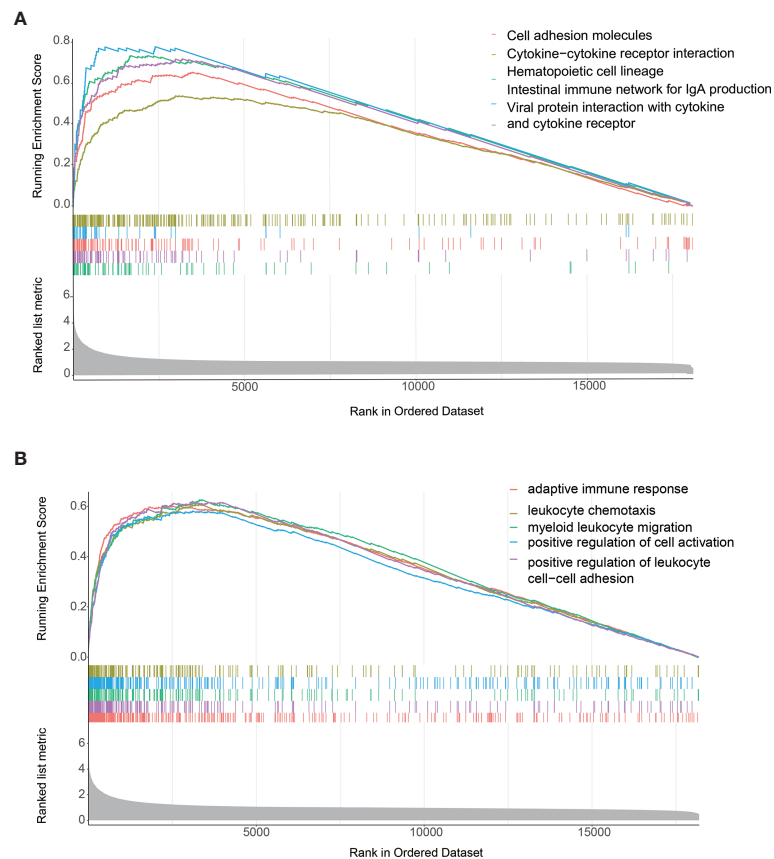 A
0.8
0.6
0.4
0.2
0.0
Running Enrichment Score
Cell adhesion molecules
Cytokine−cytokine receptor interaction
Hematopoietic cell lineage
Intestinal immune network for IgA production
Viral protein interaction with cytokine
and cytokine receptor
6
4
2
0
Ranked list metric
5000
10000
15000
Rank in Ordered Dataset
B
0.6
0.4
0.2
0.0
Running Enrichment Score
adaptive immune response
leukocyte chemotaxis
myeloid leukocyte migration
positive regulation of cell activation
positive regulation of leukocyte
cell−cell adhesion
6
4
2
0
Ranked list metric
5000
10000
15000
Rank in Ordered Dataset